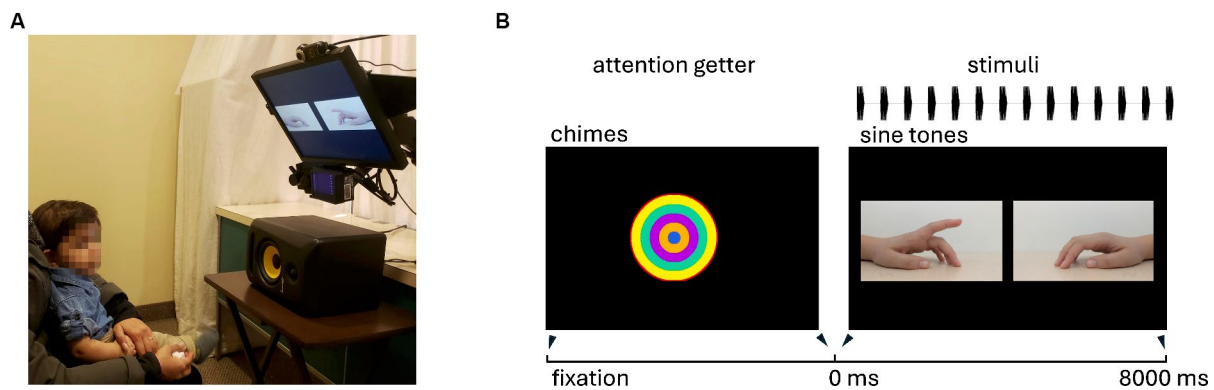 A
B
attention getter
stimuli
chimes
sine tones
fixation
0 ms
8000 ms